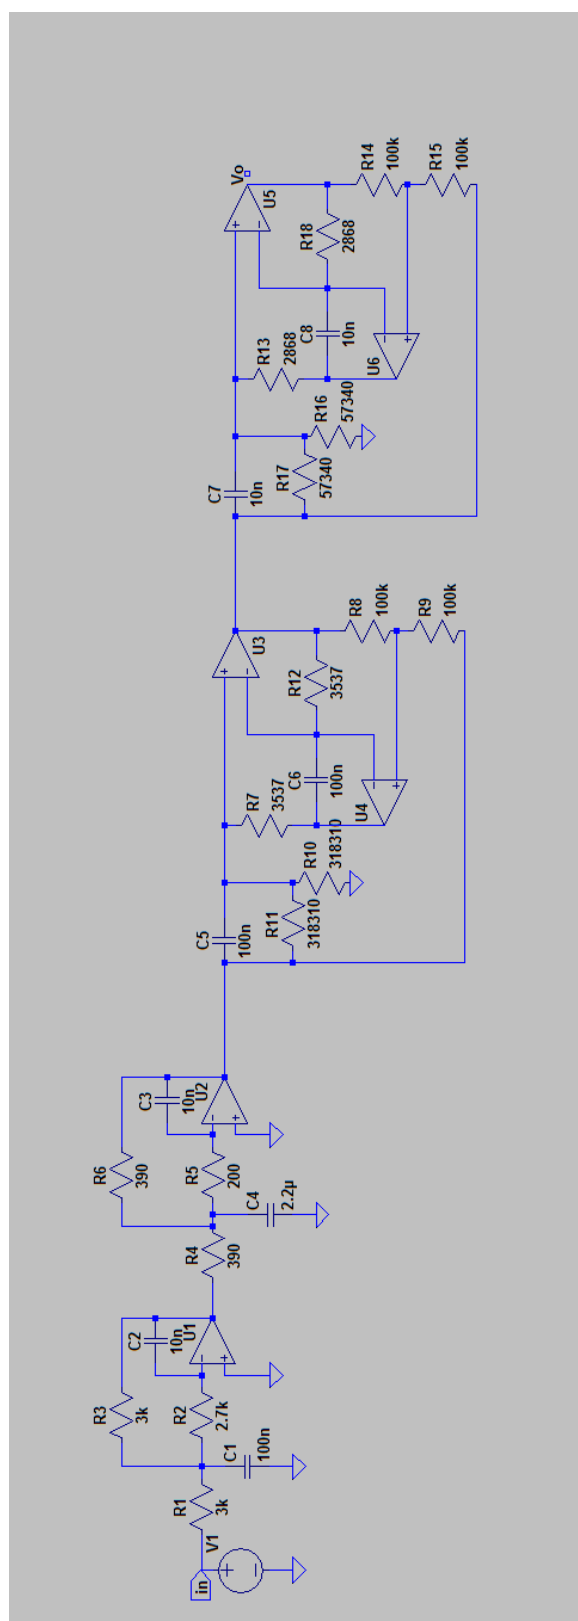 in
V1
R1
3k
C1
100n
R3
3k
R2
2.7k
C2
10n
U1
R4
390
C4
2.2µ
R6
390
R5
200
C3
10n
U2
C5
100n
R11
318310
R10
318310
R7
3537
C6
100n
U4
R12
3537
U3
R8
100k
R9
100k
C7
10n
R17
57340
R16
57340
R13
2868
C8
10n
U6
R18
2868
U5
Vo
R14
100k
R15
100k